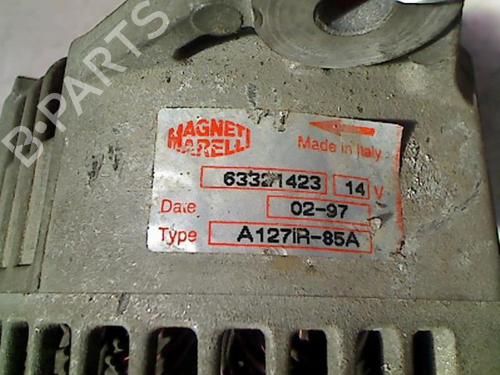 B-PARTS
MAGNETI
MARELLI
Made in Italy
63321423 14 V
Date 02-97
Type A127IR-85A